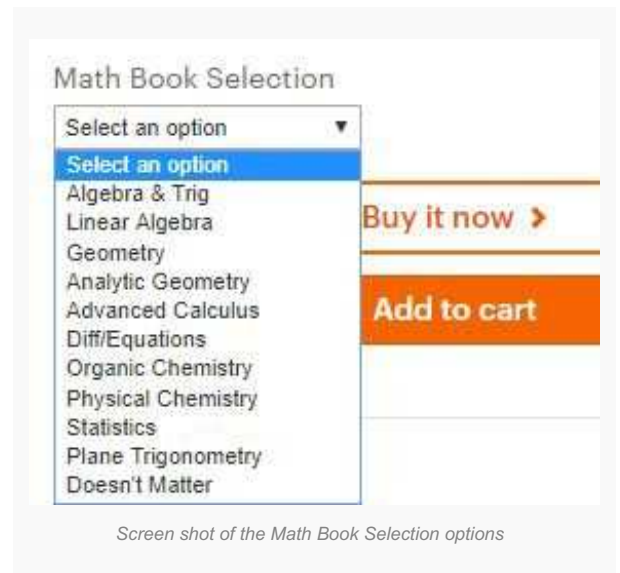 Math Book Selection
Select an option ▼
Select an option
Algebra & Trig
Linear Algebra
Geometry
Analytic Geometry
Advanced Calculus
Diff/Equations
Organic Chemistry
Physical Chemistry
Statistics
Plane Trigonometry
Doesn't Matter
Buy it now >
Add to cart
Screen shot of the Math Book Selection options